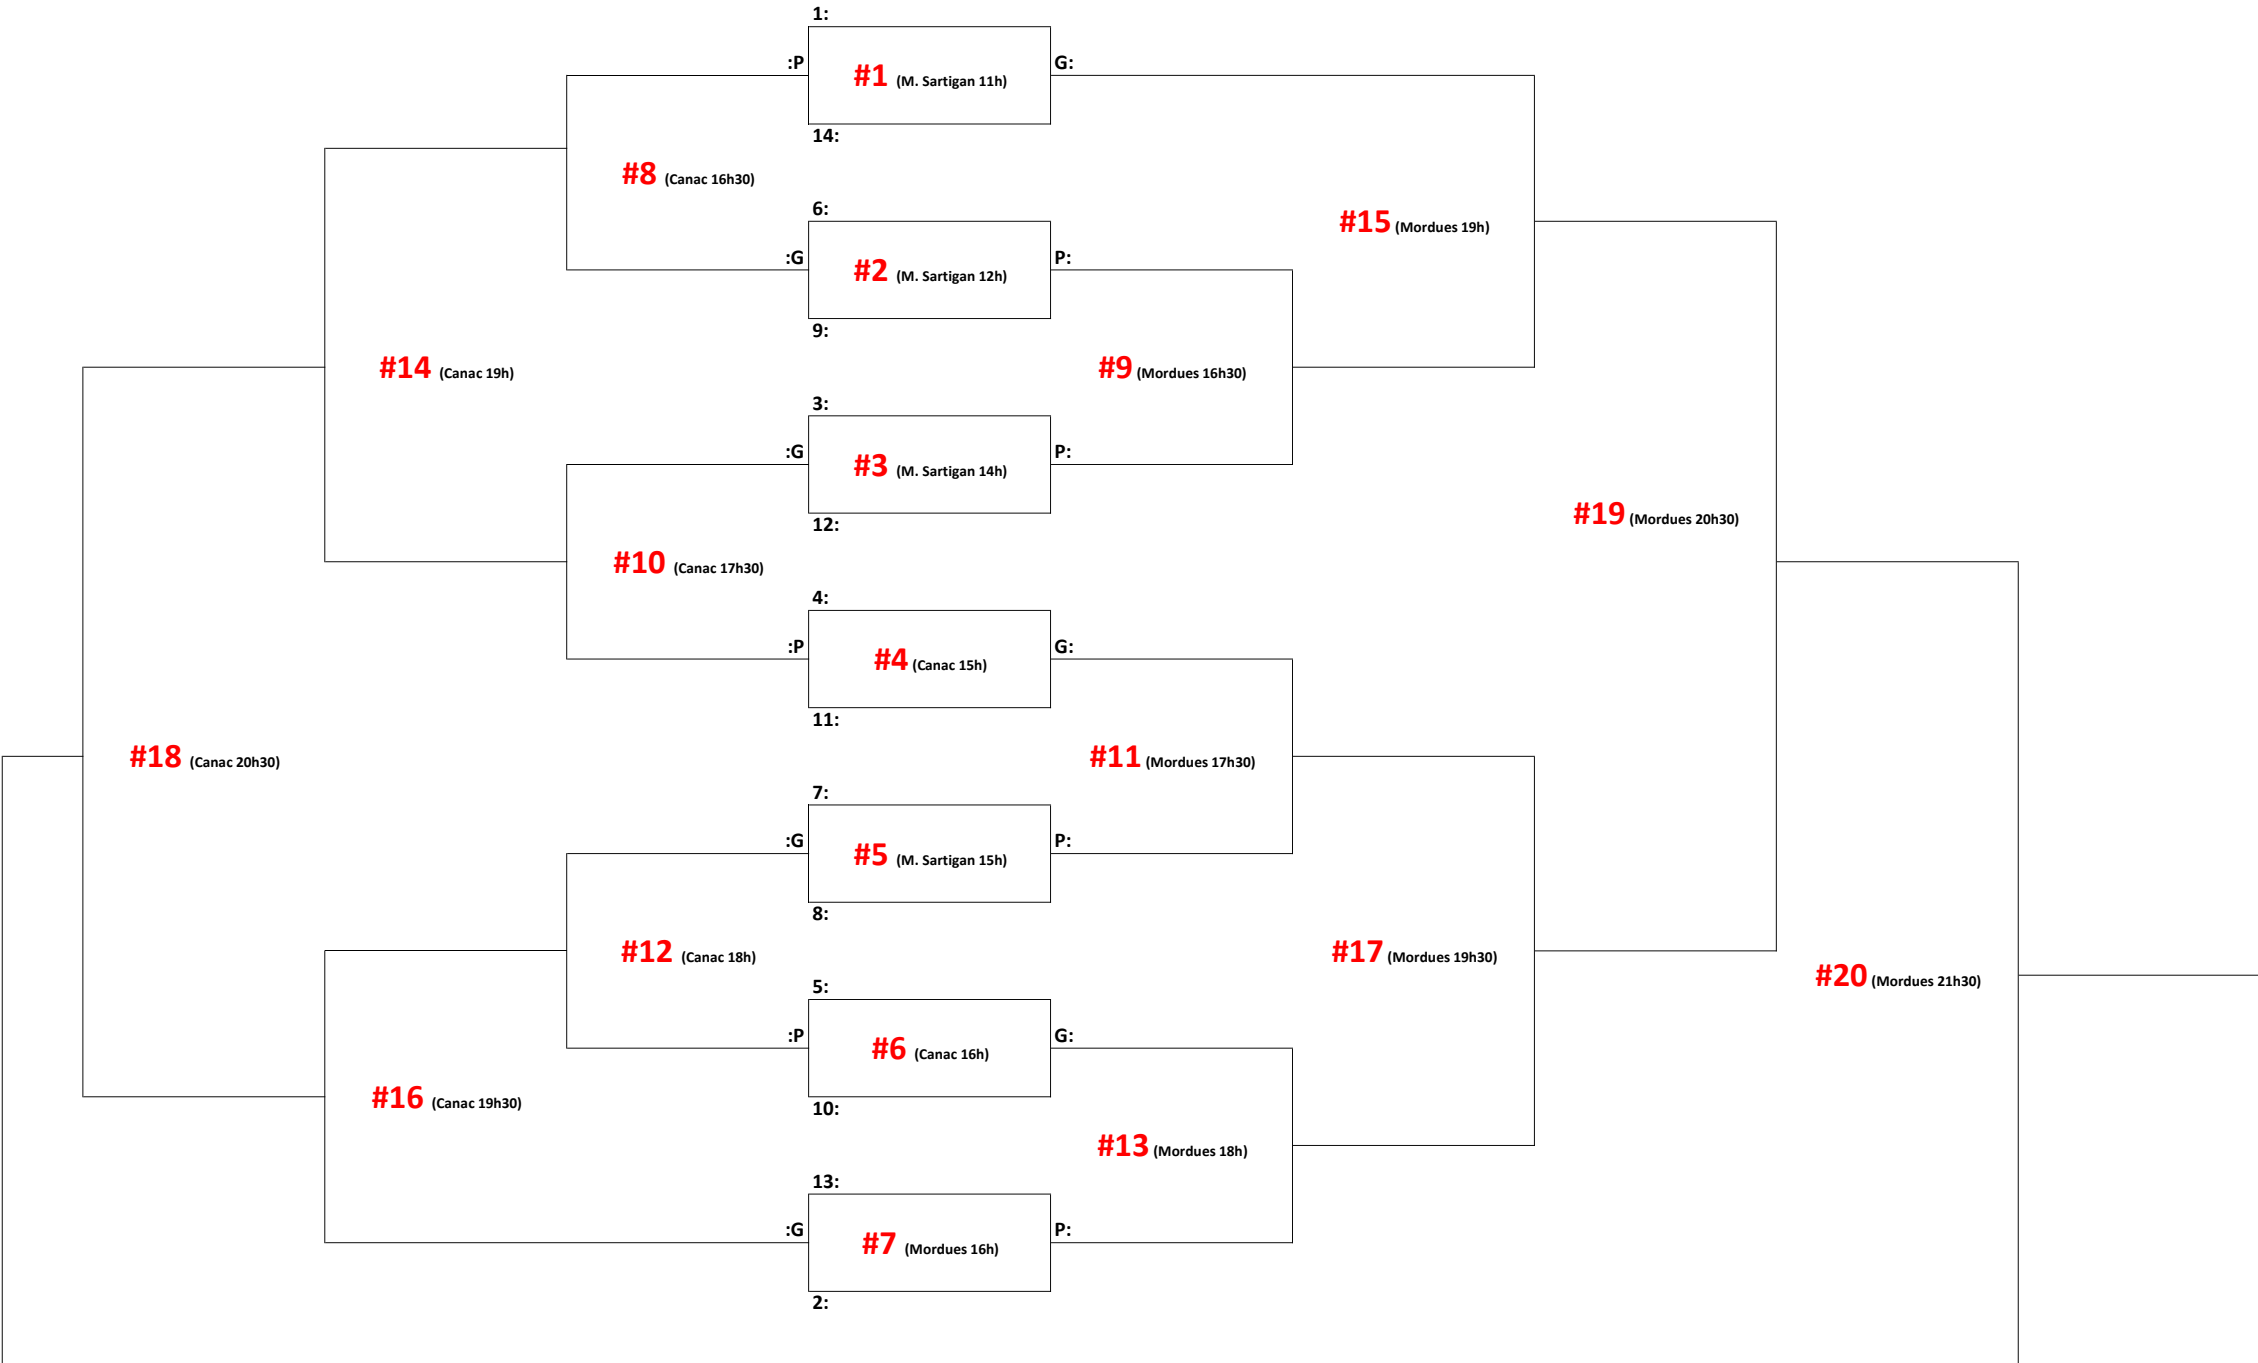 1:
:P
#1 (M. Sartigan 11h)
G:
14:
#8 (Canac 16h30)
6:
#15 (Mordues 19h)
:G
#2 (M. Sartigan 12h)
P:
9:
#14 (Canac 19h)
#9 (Mordues 16h30)
3:
:G
#3 (M. Sartigan 14h)
P:
12:
#19 (Mordues 20h30)
#10 (Canac 17h30)
4:
:P
#4 (Canac 15h)
G:
11:
#18 (Canac 20h30)
#11 (Mordues 17h30)
7:
:G
#5 (M. Sartigan 15h)
P:
8:
#12 (Canac 18h)
#17 (Mordues 19h30)
#20 (Mordues 21h30)
5:
:P
#6 (Canac 16h)
G:
#16 (Canac 19h30)
10:
#13 (Mordues 18h)
13:
:G
#7 (Mordues 16h)
P:
2: